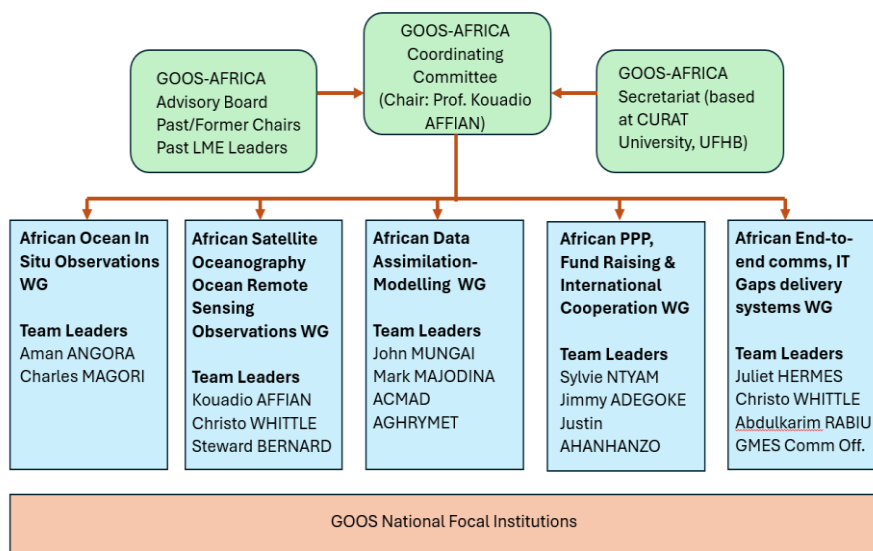 GOOS-AFRICA
Coordinating
Committee
(Chair: Prof. Kouadio
AFFIAN)
GOOS-AFRICA
Advisory Board
Past/Former Chairs
Past LME Leaders
GOOS-AFRICA
Secretariat (based
at CURAT
University, UFHB)
African Ocean In
Situ Observations
WG
Team Leaders
Aman ANGORA
Charles MAGORI
African Satellite
Oceanography
Ocean Remote
Sensing
Observations WG
Team Leaders
Kouadio AFFIAN
Christo WHITTLE
Steward BERNARD
African Data
Assimilation-
Modelling WG
Team Leaders
John MUNGAI
Mark MAJODINA
ACMAD
AGHRYMET
African PPP,
Fund Raising &
International
Cooperation WG
Team Leaders
Sylvie NTYAM
Jimmy ADEGOKE
Justin
AHANHANZO
African End-to-
end comms, IT
Gaps delivery
systems WG
Team Leaders
Juliet HERMES
Christo WHITTLE
Abdulkarim RABIU
GMES Comm Off.
GOOS National Focal Institutions